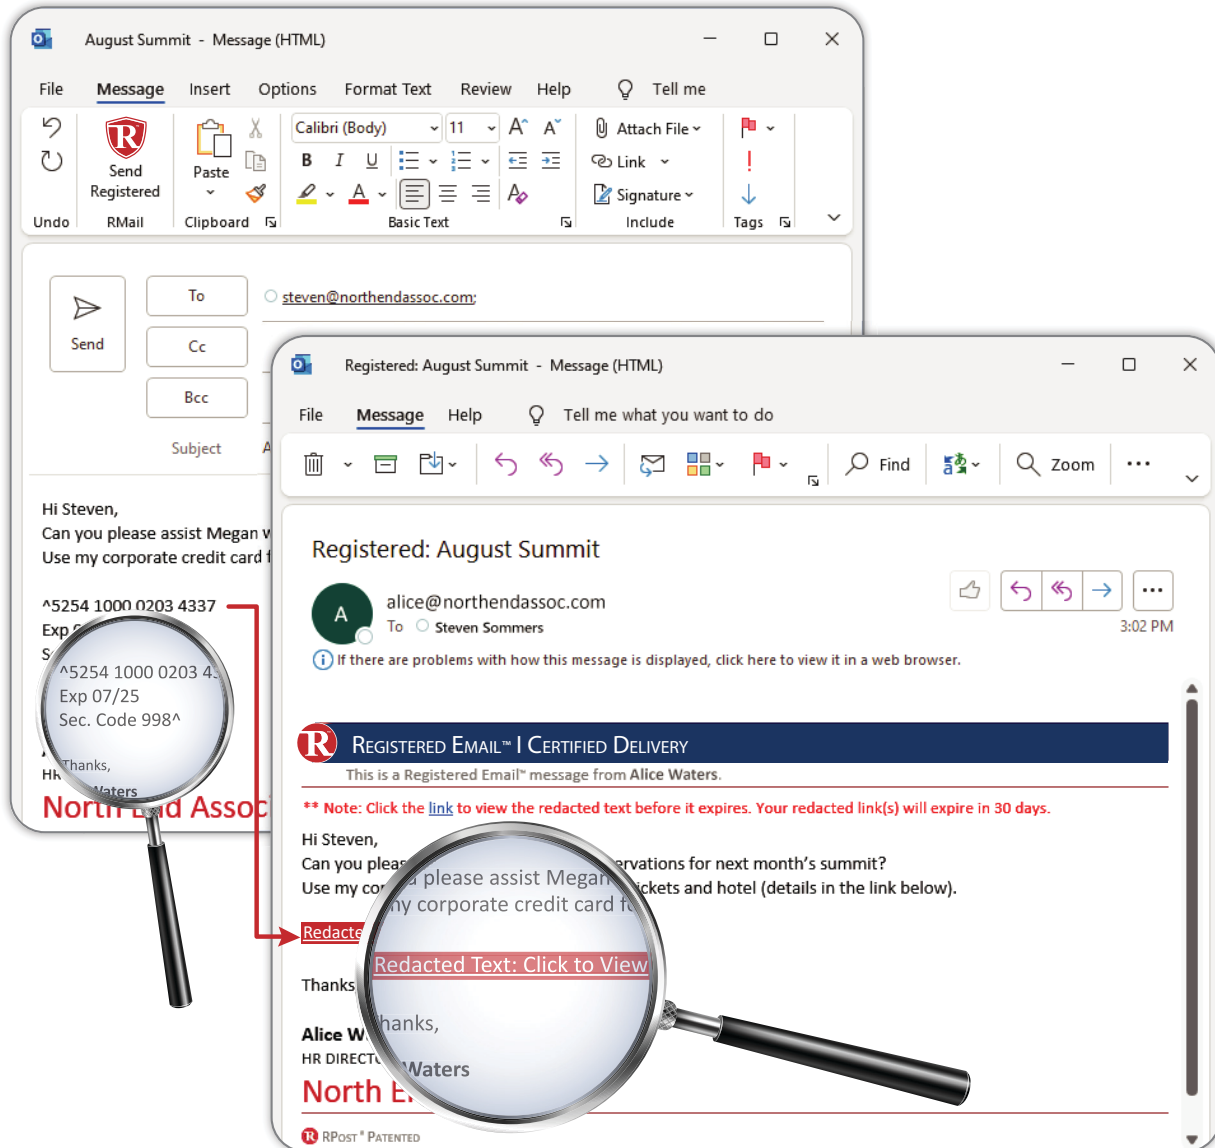 August Summit - Message (HTML)
File Message Insert Options Format Text Review Help Tell me
Send Registered
Paste
Calibri (Body) 11
B I U
Attach File
Link
Signature
Undo RMail Clipboard Basic Text Include Tags
Send
To steven@northendassoc.com;
Cc
Bcc
Subject A
Hi Steven,
Can you please assist Megan w
Use my corporate credit card f
^5254 1000 0203 4337
Exp
^5254 1000 0203 4
Exp 07/25
Sec. Code 998^
Thanks,
Waters
HR
North End Assoc
Registered: August Summit - Message (HTML)
File Message Help Tell me what you want to do
Find Zoom
Registered: August Summit
A
alice@northendassoc.com
To Steven Sommers
3:02 PM
If there are problems with how this message is displayed, click here to view it in a web browser.
R REGISTERED EMAIL™ | CERTIFIED DELIVERY
This is a Registered Email™ message from Alice Waters.
** Note: Click the link to view the redacted text before it expires. Your redacted link(s) will expire in 30 days.
Hi Steven,
Can you pleas ervations for next month's summit?
Use my cor ickets and hotel (details in the link below).
please assist Megan
my corporate credit card f
Redacte
Redacted Text: Click to View
Thanks
hanks,
Alice W
Waters
HR DIRECT
North E
R RPOST® PATENTED